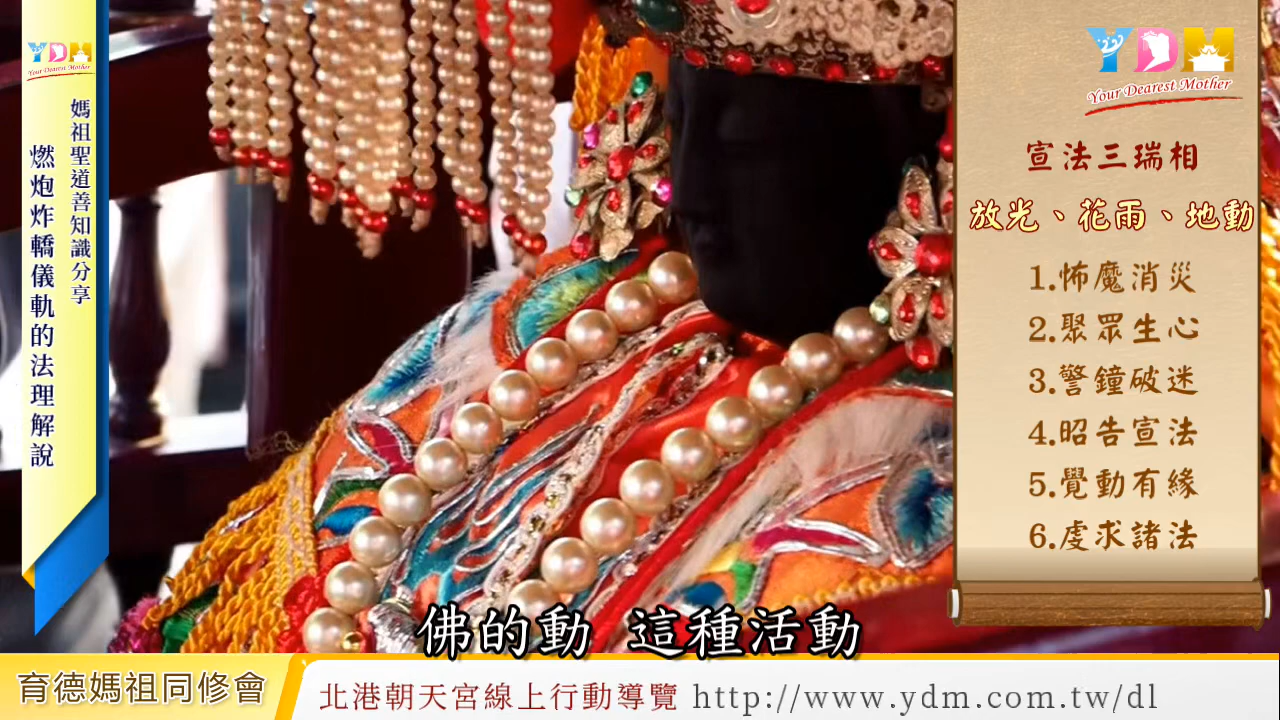 YDM
Your Dearest Mother
媽祖聖道善知識分享
燃炮炸轎儀軌的法理解說
YDM
Your Dearest Mother
宣法三瑞相
放光、花雨、地動
1.怖魔消災
2.聚眾生心
3.警鐘破迷
4.昭告宣法
5.覺動有緣
6.虔求諸法
佛的動 這種活動
育德媽祖同修會
北港朝天宮線上行動導覽 http://www.ydm.com.tw/dl